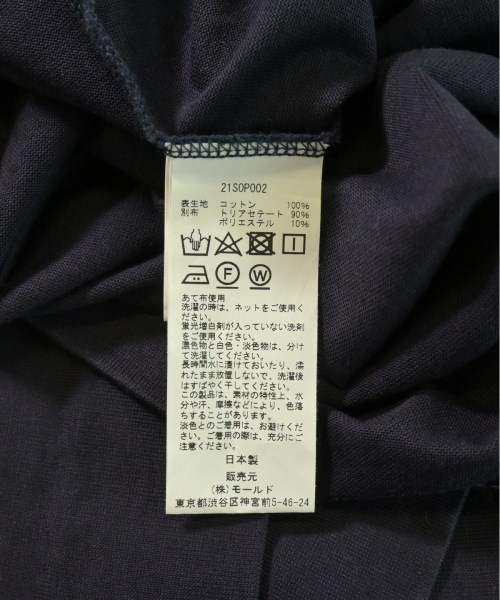 21SOP002
表生地 コットン 100%
別布 トリアセテート 90%
ポリエステル 10%
F W
あて布使用
洗濯の時は、ネットをご使用ください。
蛍光増白剤が入っていない洗剤
をご使用ください。
濃色物と白色・淡色物は、分け
て洗濯してください。
長時間水に漬けておいたり、濡
れたまま放置しないで、洗濯後
はすばやく干してください。
この製品は、素材の特性上、水
分や汗、摩擦などにより、色落
ちすることがあります。
淡色とのご着用は、お避けくだ
さい。ご着用の際は、充分にご
注意ください。
日本製
販売元
(株)モールド
東京都渋谷区神宮前5-46-24